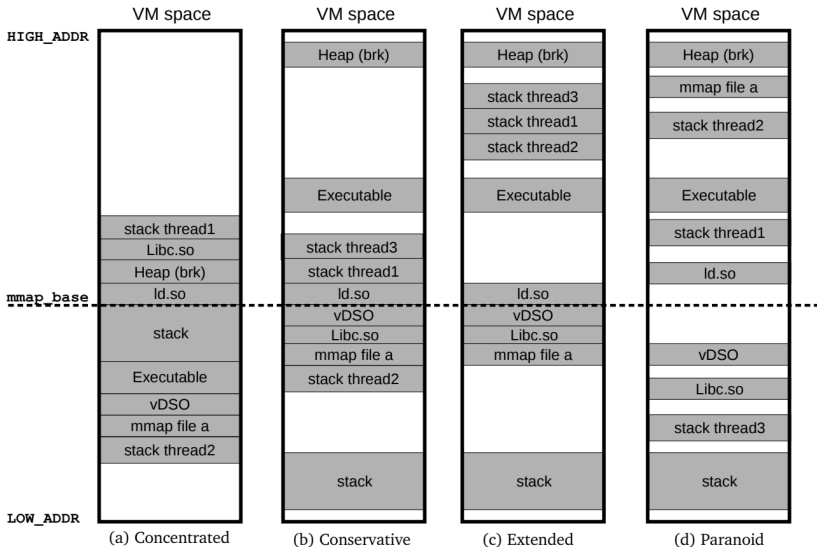 VM space
VM space
VM space
VM space
HIGH_ADDR
mmap_base
LOW_ADDR
stack thread1
Libc.so
Heap (brk)
ld.so
stack
Executable
vDSO
mmap file a
stack thread2
(a) Concentrated
Heap (brk)
Executable
stack thread3
stack thread1
ld.so
vDSO
Libc.so
mmap file a
stack thread2
stack
(b) Conservative
Heap (brk)
stack thread3
stack thread1
stack thread2
Executable
ld.so
vDSO
Libc.so
mmap file a
stack
(c) Extended
Heap (brk)
mmap file a
stack thread2
Executable
stack thread1
ld.so
vDSO
Libc.so
stack thread3
stack
(d) Paranoid